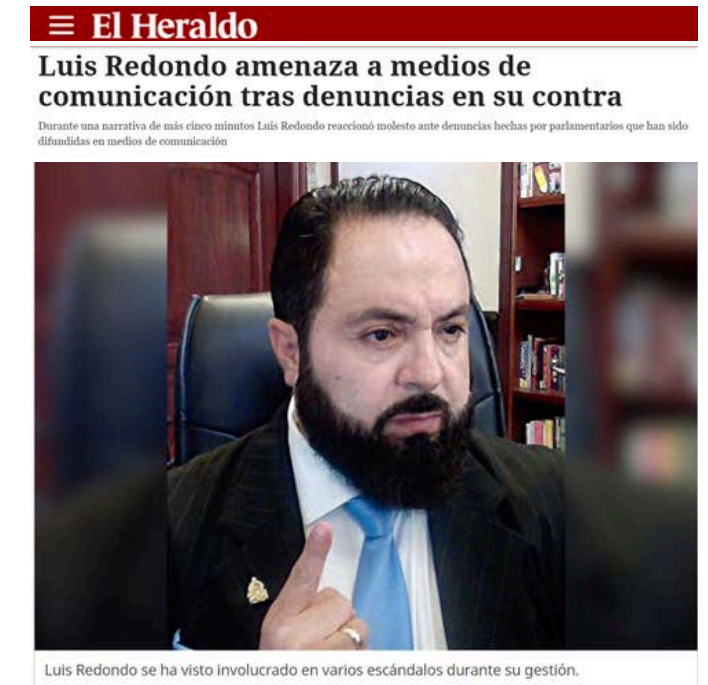 El Heraldo
Luis Redondo amenaza a medios de
comunicación tras denuncias en su contra
Durante una narrativa de más cinco minutos Luis Redondo reaccionó molesto ante denuncias hechas por parlamentarios que han sido
difundidas en medios de comunicación
Luis Redondo se ha visto involucrado en varios escándalos durante su gestión.